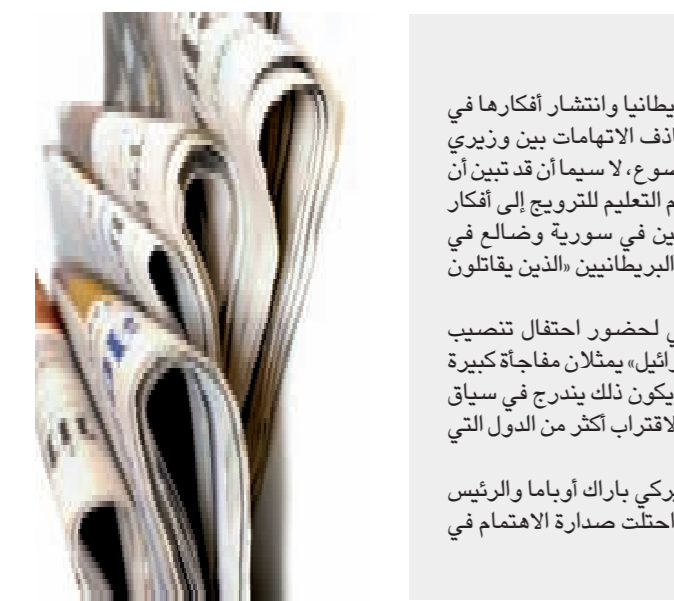 يطانيا وانتشار أفكارها في
اذف الاتهامات بين وزيري
ضوع، لا سيما أن قد تبين أن
م التعليم للترويج إلى أفكار
ين في سورية وضالع في
البريطانيين «الذين يقاتلون
ي لحضور احتفال تنصيب
رائيل» يمثلان مفاجأة كبيرة
يكون ذلك يندرج في سياق
لاقتراب أكثر من الدول التي
يركي باراك أوباما والرئيس
احتلت صدارة الاهتمام في